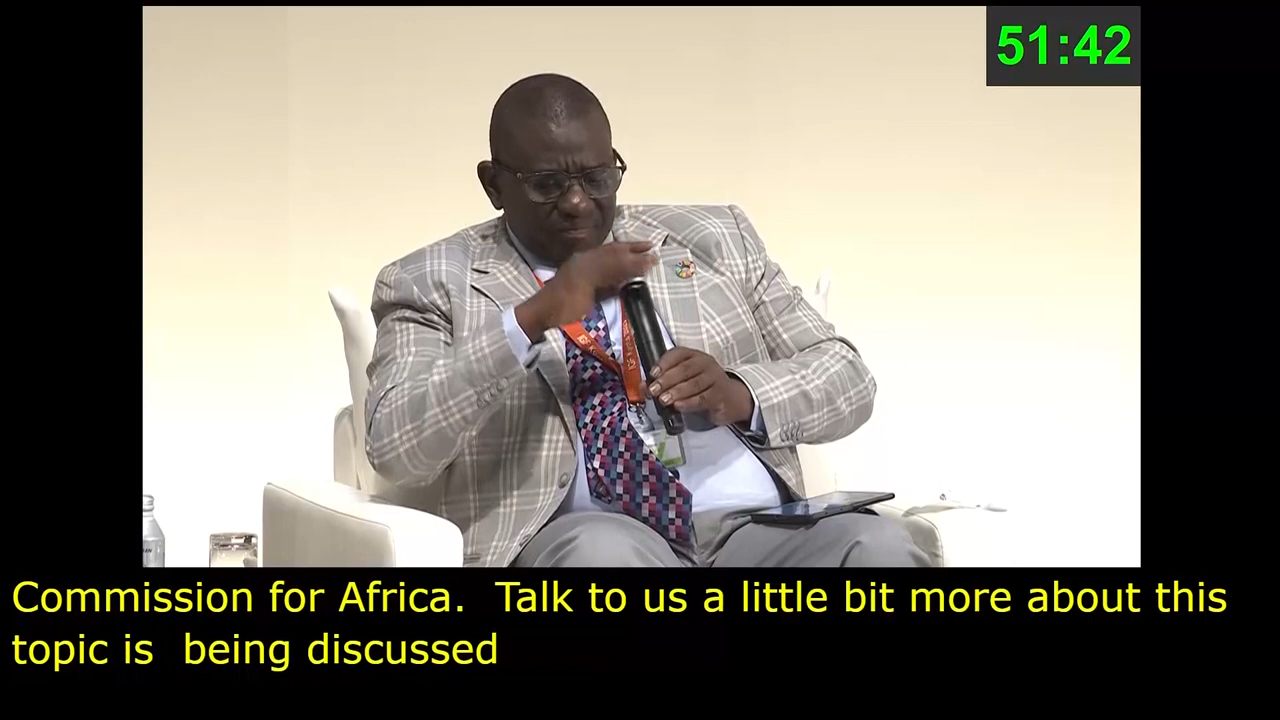 51:42
Commission for Africa.  Talk to us a little bit more about this
topic is  being discussed